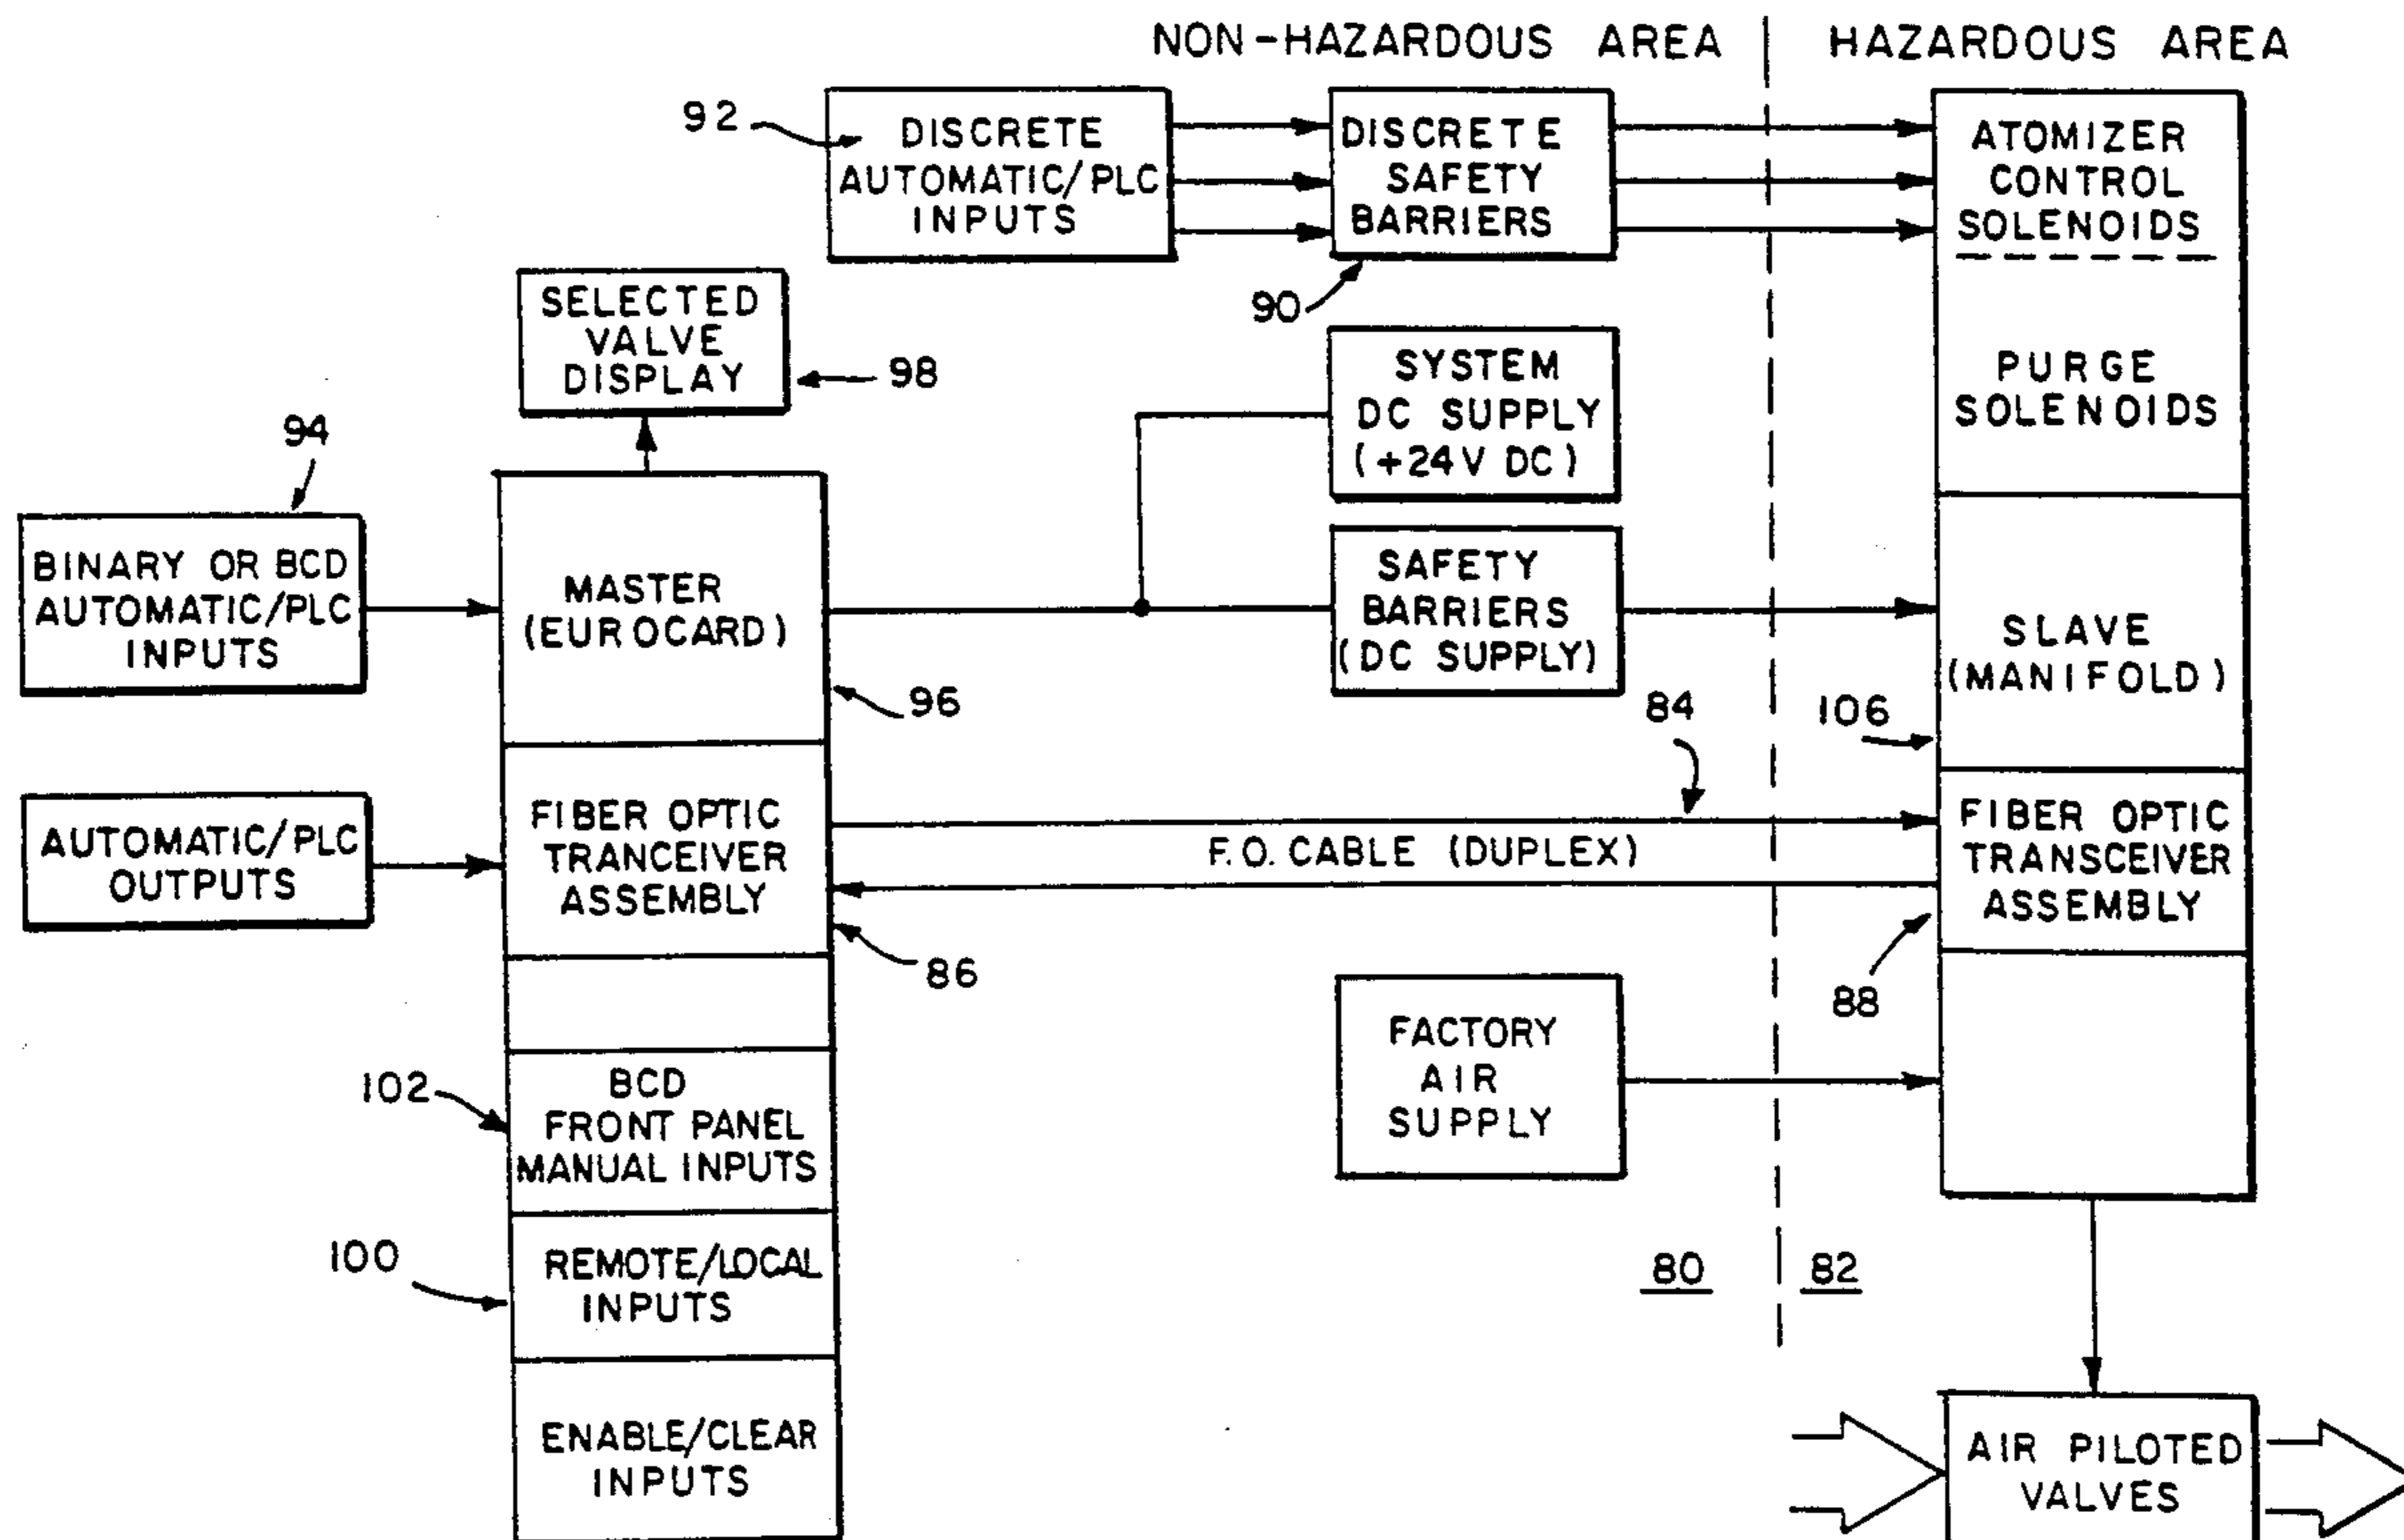 NON-HAZARDOUS AREA
HAZARDOUS AREA
92
DISCRETE
AUTOMATIC/PLC
INPUTS
DISCRETE
SAFETY
BARRIERS
90
ATOMIZER
CONTROL
SOLENOIDS
PURGE
SOLENOIDS
SELECTED
VALVE
DISPLAY
98
SYSTEM
DC SUPPLY
(+24V DC)
94
BINARY OR BCD
AUTOMATIC/PLC
INPUTS
MASTER
(EUROCARD)
96
SAFETY
BARRIERS
(DC SUPPLY)
SLAVE
(MANIFOLD)
106
84
AUTOMATIC/PLC
OUTPUTS
FIBER OPTIC
TRANCEIVER
ASSEMBLY
86
F.O. CABLE (DUPLEX)
FIBER OPTIC
TRANSCEIVER
ASSEMBLY
88
FACTORY
AIR
SUPPLY
102
BCD
FRONT PANEL
MANUAL INPUTS
100
REMOTE/LOCAL
INPUTS
80
82
ENABLE/CLEAR
INPUTS
AIR PILOTED
VALVES